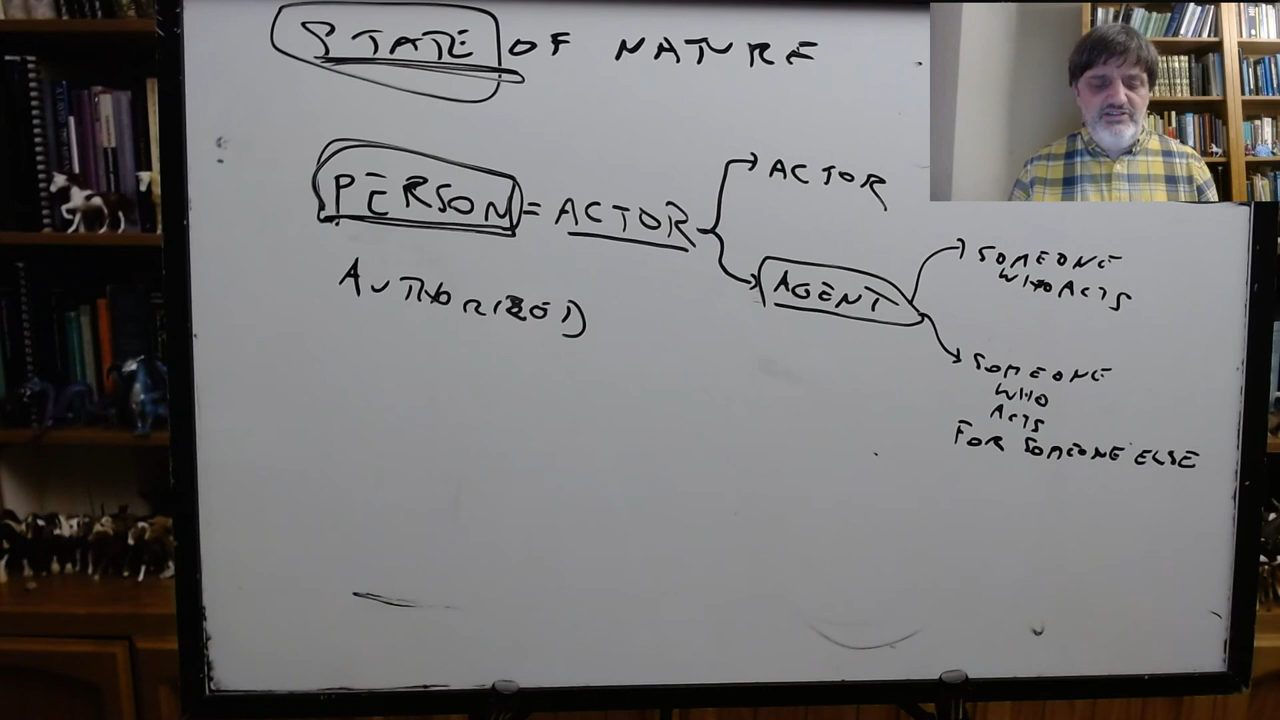 STATE OF NATURE
PERSON = ACTOR
ACTOR
AGENT
SOMEONE
WHO ACTS
SOMEONE
WHO
ACTS
FOR SOMEONE ELSE
AUTHORIZED